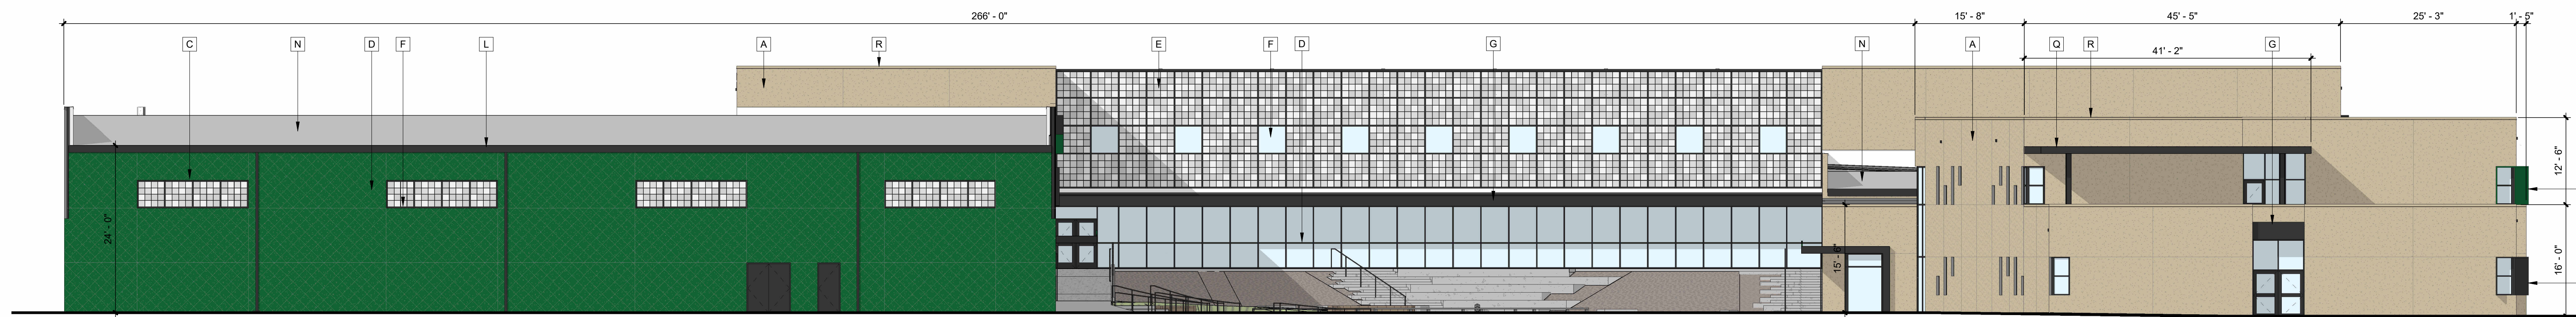 266' - 0"
15' - 8"
45' - 5"
25' - 3"
1' - 5"
C
N
D
F
L
A
R
E
F
D
G
N
A
Q
R
G
41' - 2"
12' - 6"
24' - 0"
15' - 6"
16' - 0"